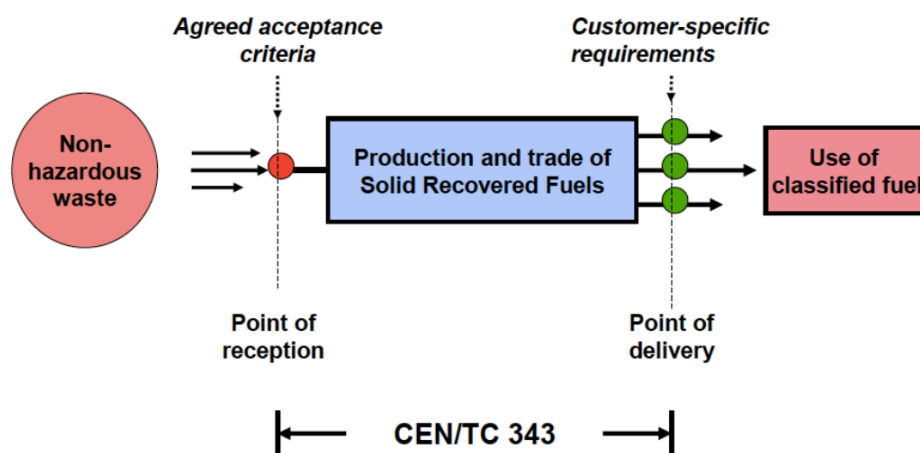 Agreed acceptance
criteria
Customer-specific
requirements
Non-
hazardous
waste
Production and trade of
Solid Recovered Fuels
Use of
classified fuel
Point of
reception
Point of
delivery
CEN/TC 343